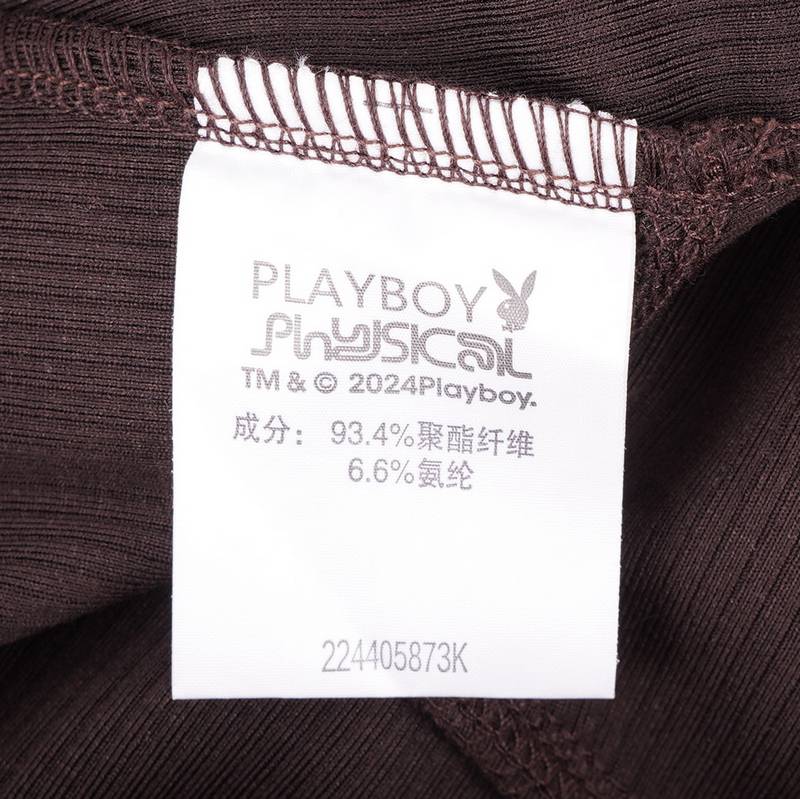 PLAYBOY
Physical
TM & © 2024Playboy.
成分： 93.4%聚酯纤维
6.6%氨纶
224405873K